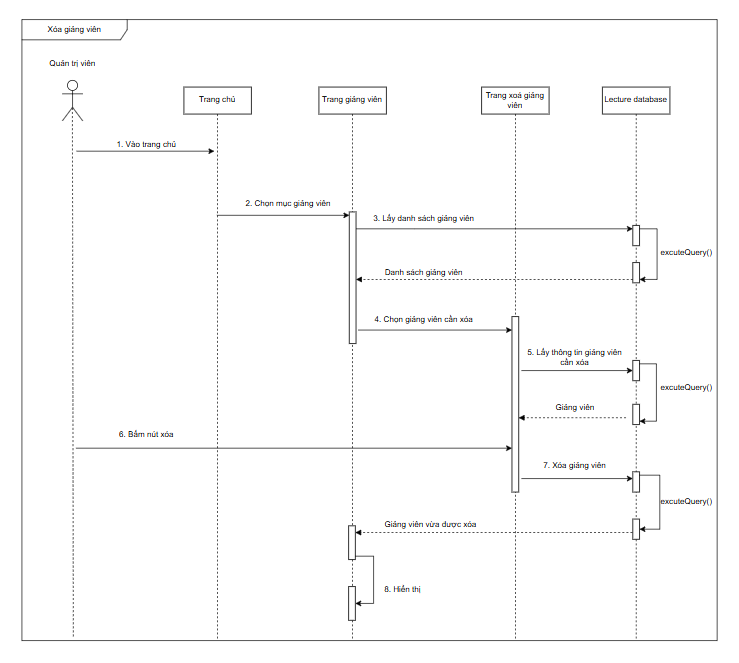 Xóa giảng viên
Quản trị viên
Trang chủ
Trang giảng viên
Trang xoá giảng
viên
Lecture database
1. Vào trang chủ
2. Chọn mục giảng viên
3. Lấy danh sách giảng viên
excuteQuery()
Danh sách giảng viên
4. Chọn giảng viên cần xóa
5. Lấy thông tin giảng viên
cần xóa
excuteQuery()
Giảng viên
6. Bấm nút xóa
7. Xóa giảng viên
excuteQuery()
Giảng viên vừa được xóa
8. Hiển thị